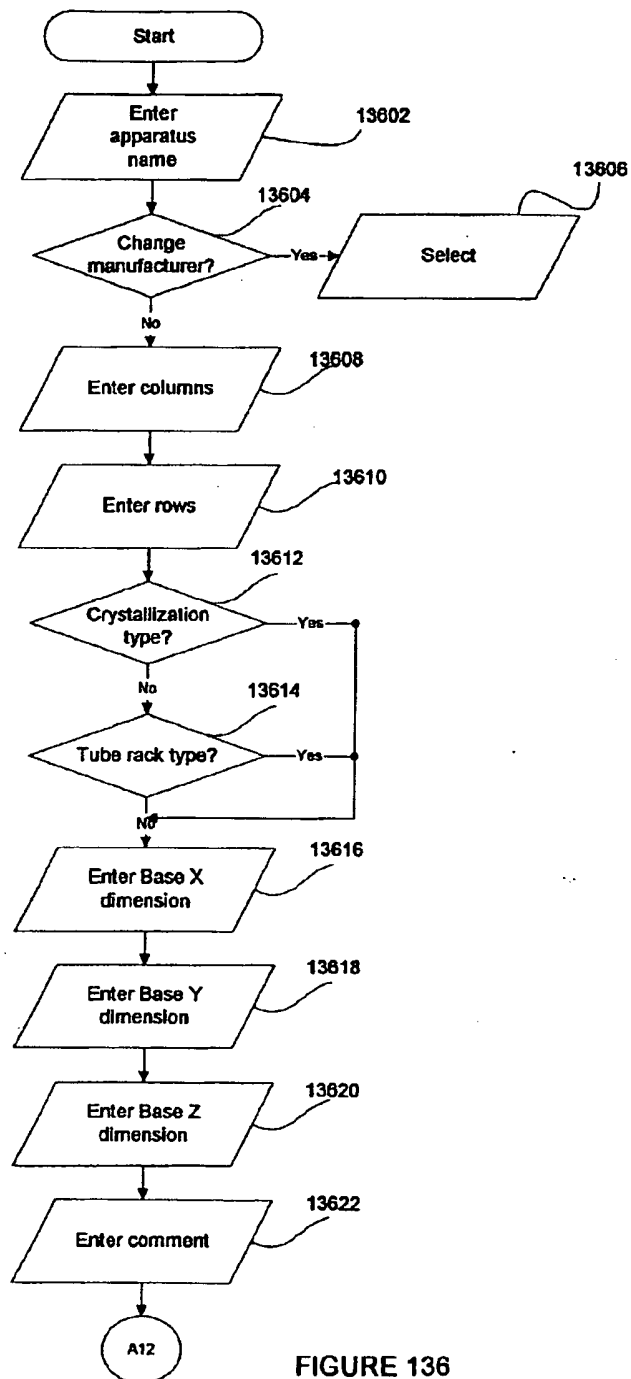 Start
Enter
apparatus
name
13602
13604
13606
Change
manufacturer?
Yes
Select
No
13608
Enter columns
13610
Enter rows
13612
Crystallization
type?
Yes
No
13614
Tube rack type?
Yes
No
13616
Enter Base X
dimension
13618
Enter Base Y
dimension
13620
Enter Base Z
dimension
13622
Enter comment
A12
FIGURE 136